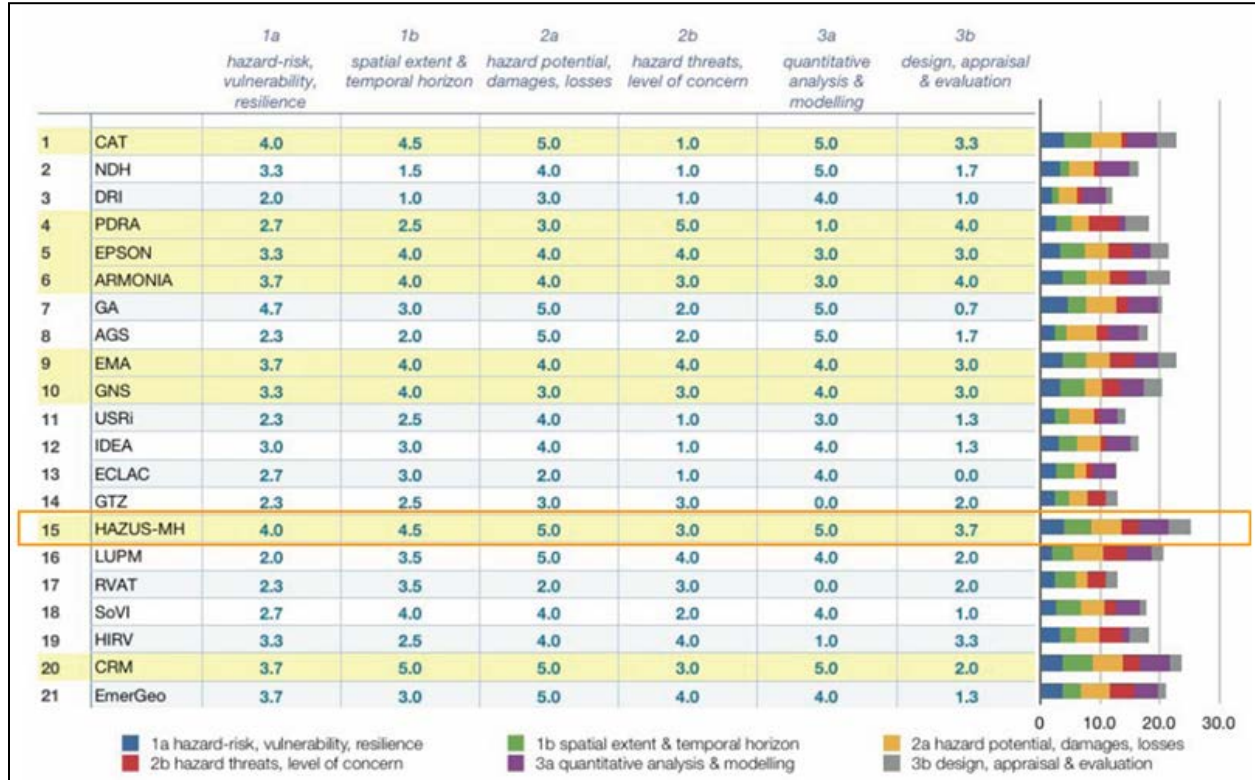 1a 1b 2a 2b 3a 3b
hazard-risk, spatial extent & hazard potential, hazard threats, quantitative design, appraisal
vulnerability, temporal horizon damages, losses level of concern analysis & & evaluation
resilience modelling
1 CAT 4.0 4.5 5.0 1.0 5.0 3.3
2 NDH 3.3 1.5 4.0 1.0 5.0 1.7
3 DRI 2.0 1.0 3.0 1.0 4.0 1.0
4 PDRA 2.7 2.5 3.0 5.0 1.0 4.0
5 EPSON 3.3 4.0 4.0 4.0 3.0 3.0
6 ARMONIA 3.7 4.0 4.0 3.0 3.0 4.0
7 GA 4.7 3.0 5.0 2.0 5.0 0.7
8 AGS 2.3 2.0 5.0 2.0 5.0 1.7
9 EMA 3.7 4.0 4.0 4.0 4.0 3.0
10 GNS 3.3 4.0 3.0 3.0 4.0 3.0
11 USRi 2.3 2.5 4.0 1.0 3.0 1.3
12 IDEA 3.0 3.0 4.0 1.0 4.0 1.3
13 ECLAC 2.7 3.0 2.0 1.0 4.0 0.0
14 GTZ 2.3 2.5 3.0 3.0 0.0 2.0
15 HAZUS-MH 4.0 4.5 5.0 3.0 5.0 3.7
16 LUPM 2.0 3.5 5.0 4.0 4.0 2.0
17 RVAT 2.3 3.5 2.0 3.0 0.0 2.0
18 SoVI 2.7 4.0 4.0 2.0 4.0 1.0
19 HIRV 3.3 2.5 4.0 4.0 1.0 3.3
20 CRM 3.7 5.0 5.0 3.0 5.0 2.0
21 EmerGeo 3.7 3.0 5.0 4.0 4.0 1.3
0 10.0 20.0 30.0
1a hazard-risk, vulnerability, resilience 1b spatial extent & temporal horizon 2a hazard potential, damages, losses
2b hazard threats, level of concern 3a quantitative analysis & modelling 3b design, appraisal & evaluation